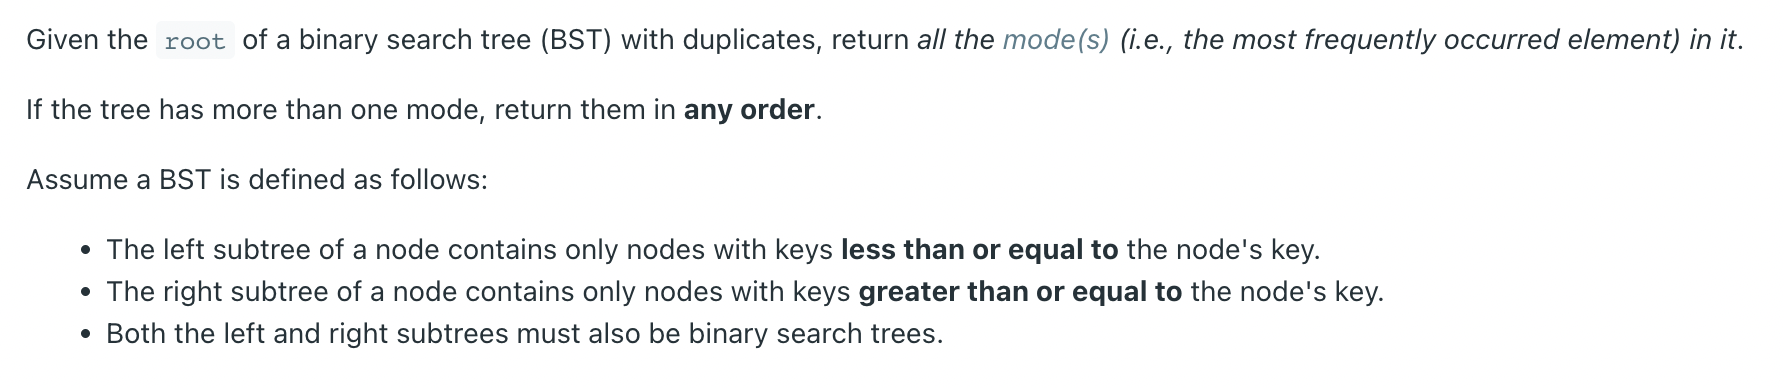 Given the root of a binary search tree (BST) with duplicates, return all the mode(s) (i.e., the most frequently occurred element) in it.
If the tree has more than one mode, return them in any order.
Assume a BST is defined as follows:
• The left subtree of a node contains only nodes with keys less than or equal to the node's key.
• The right subtree of a node contains only nodes with keys greater than or equal to the node's key.
• Both the left and right subtrees must also be binary search trees.